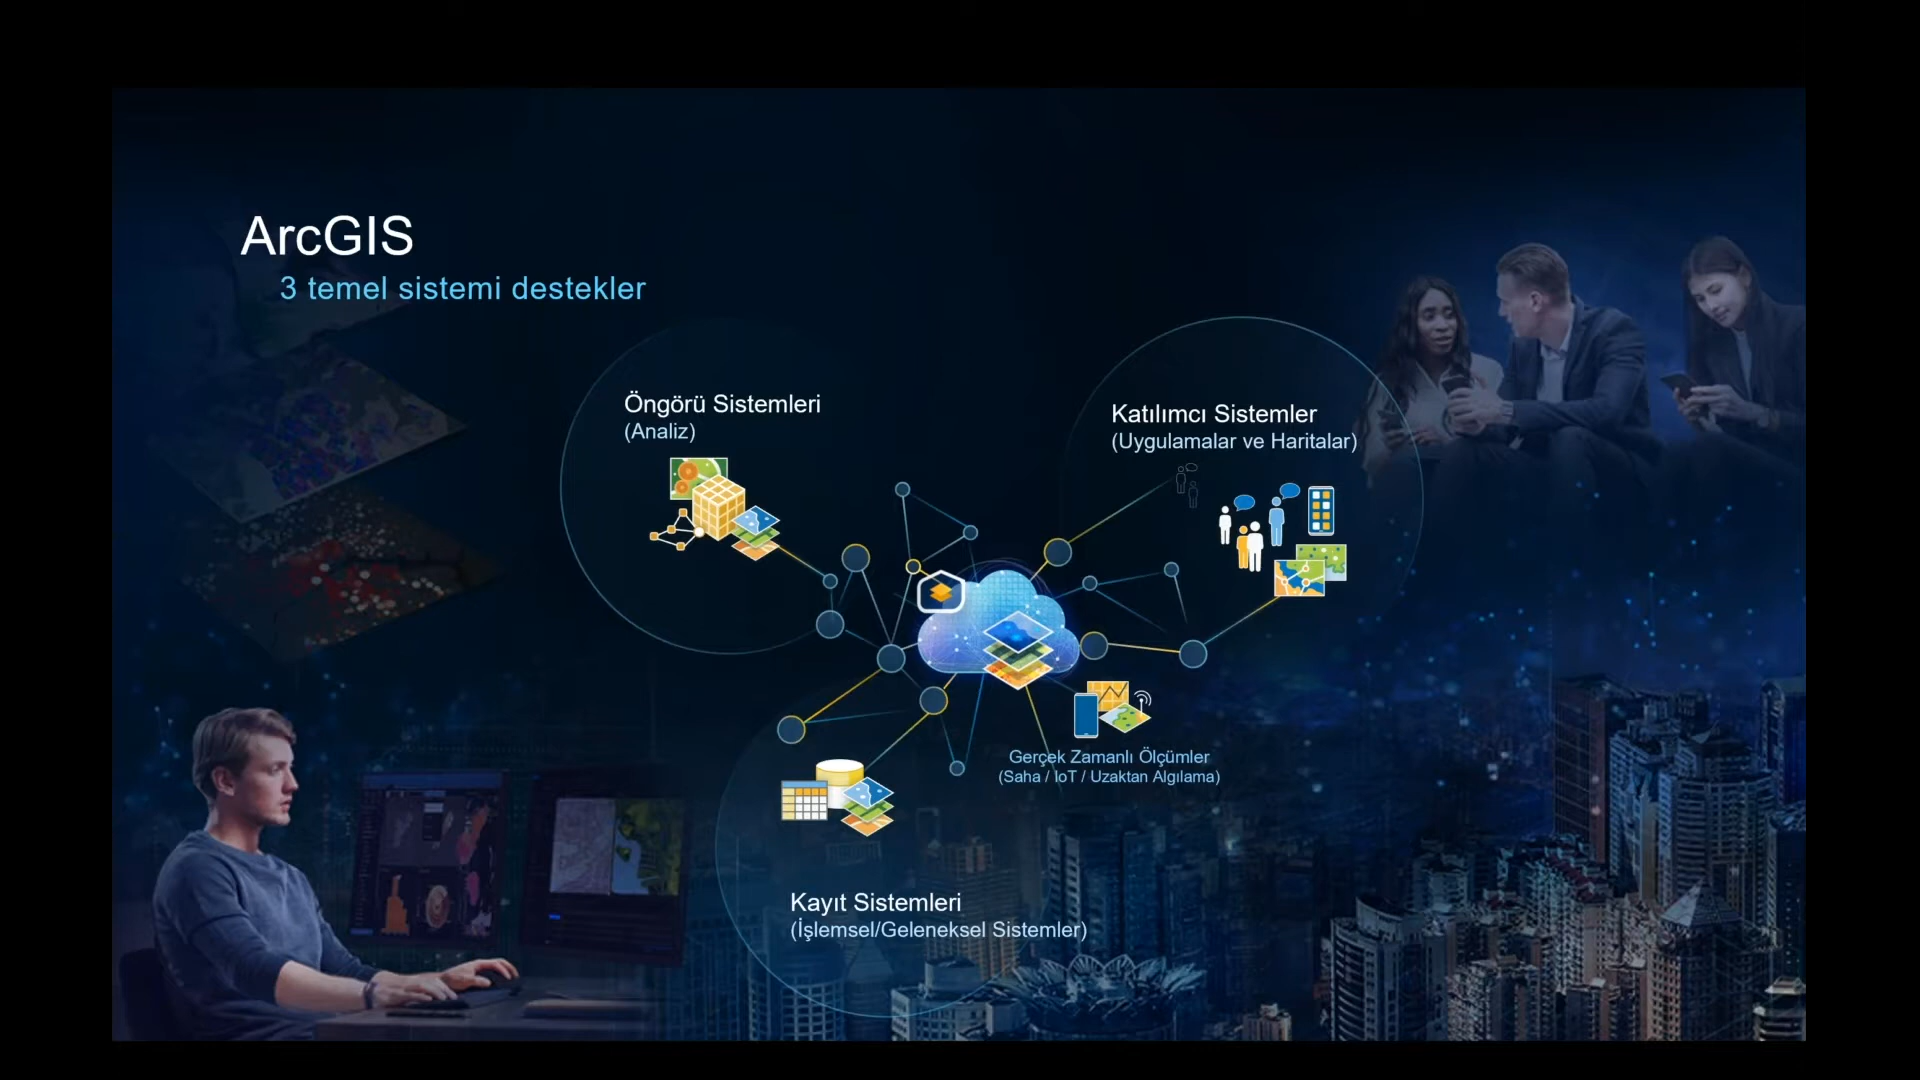 ArcGIS
3 temel sistemi destekler
Öngörü Sistemleri
(Analiz)
Katılımcı Sistemler
(Uygulamalar ve Haritalar)
Gerçek Zamanlı Ölçümler
(Saha / IoT / Uzaktan Algılama)
Kayıt Sistemleri
(İşlemsel/Geleneksel Sistemler)